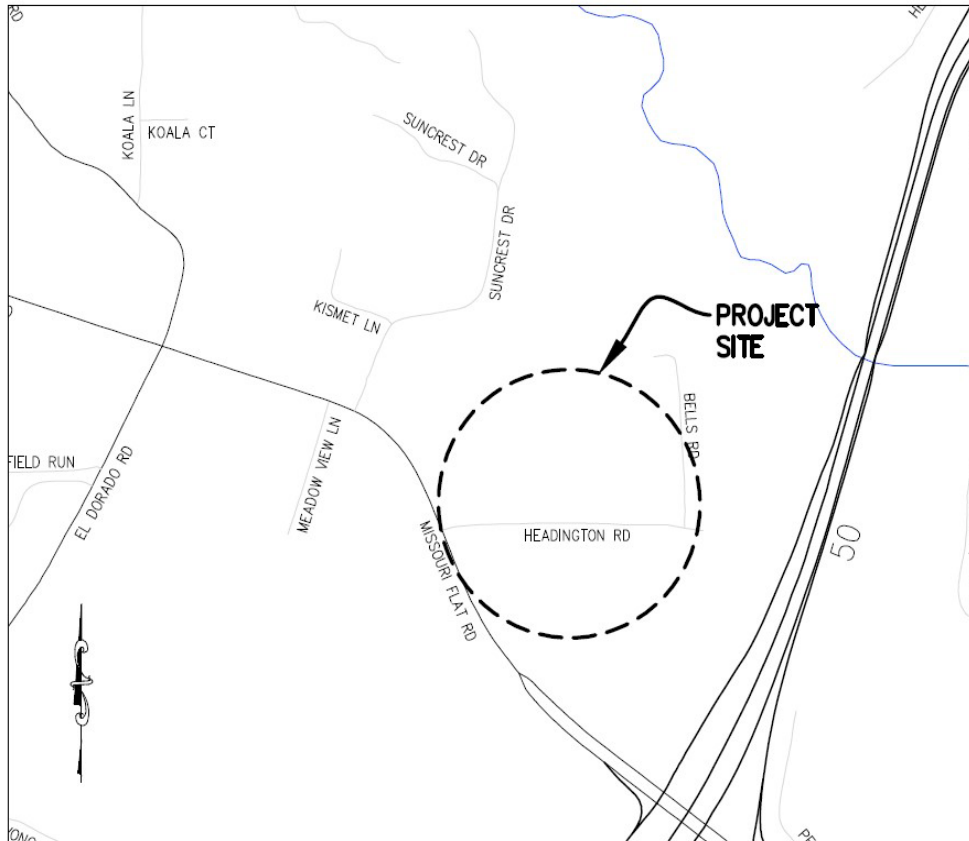 RD
KOALA LN
KOALA CT
SUNCREST DR
SUNCREST DR
KISMET LN
PROJECT
SITE
BELLS RD
MEADOW VIEW LN
FIELD RUN
EL DORADO RD
MISSOURI FLAT RD
HEADINGTON RD
50